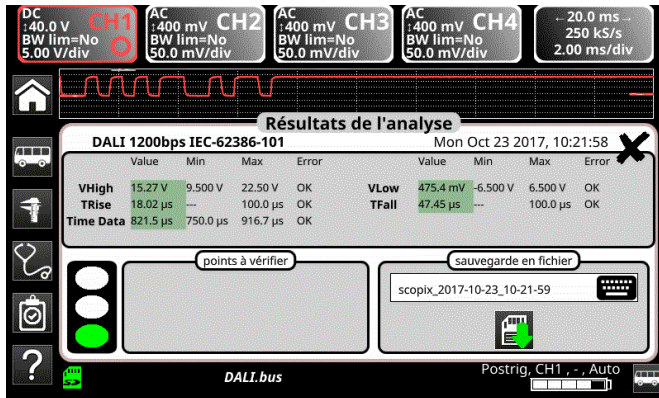 DC
↕40.0 V CH1
BW lim=No
5.00 V/div
AC
↕400 mV CH2
BW lim=No
50.0 mV/div
AC
↕400 mV CH3
BW lim=No
50.0 mV/div
AC
↕400 mV CH4
BW lim=No
50.0 mV/div
←20.0 ms→
250 kS/s
2.00 ms/div
Résultats de l'analyse
DALI 1200bps IEC-62386-101 Mon Oct 23 2017, 10:21:58
Value Min Max Error Value Min Max Error
VHigh 15.27 V 9.500 V 22.50 V OK VLow 475.4 mV -6.500 V 6.500 V OK
TRise 18.02 µs --- 100.0 µs OK TFall 47.45 µs --- 100.0 µs OK
Time Data 821.5 µs 750.0 µs 916.7 µs OK
points à vérifier
sauvegarde en fichier
scopix_2017-10-23_10-21-59
?
SD
DALI.bus
Postrig, CH1 , - , Auto